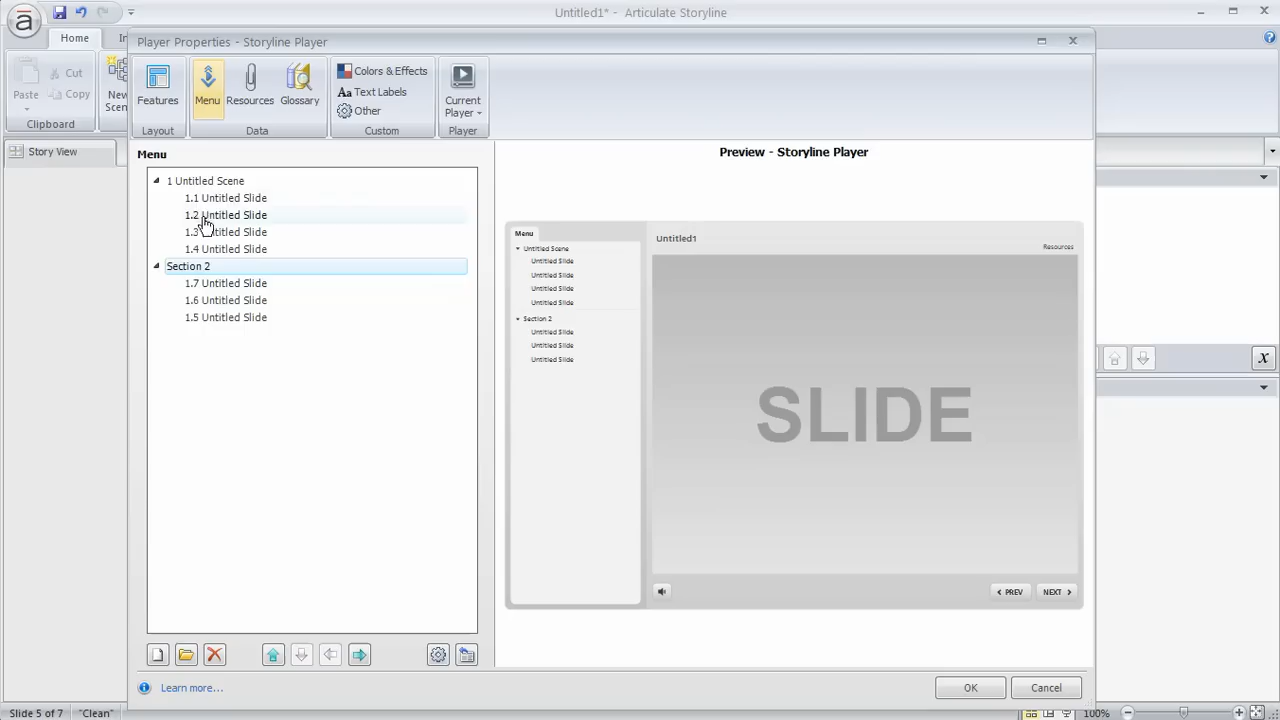 Untitled1* - Articulate Storyline
Home
In
Paste
Cut
Copy
Clipboard
New
Scen
Story View
Player Properties - Storyline Player
Features
Layout
Menu
Resources
Glossary
Data
Colors & Effects
Text Labels
Other
Custom
Current
Player
Player
Menu
1 Untitled Scene
1.1 Untitled Slide
1.2 Untitled Slide
1.3 Untitled Slide
1.4 Untitled Slide
Section 2
1.7 Untitled Slide
1.6 Untitled Slide
1.5 Untitled Slide
Preview - Storyline Player
Menu
Untitled Scene
Untitled Slide
Untitled Slide
Untitled Slide
Untitled Slide
Section 2
Untitled Slide
Untitled Slide
Untitled Slide
Untitled1
Resources
SLIDE
PREV
NEXT
Learn more...
OK
Cancel
Slide 5 of 7
"Clean"
100%